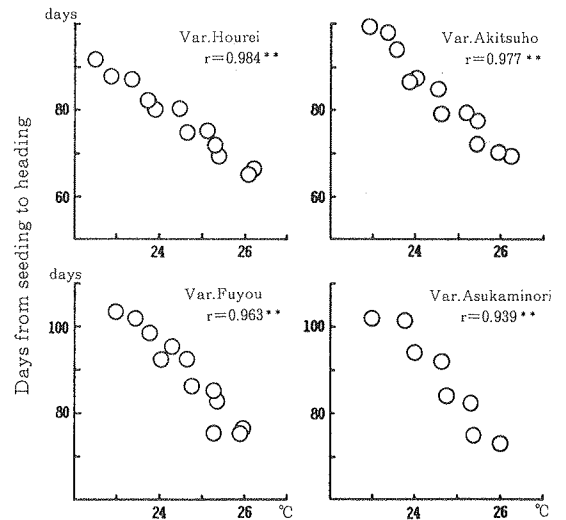 days
Var.Hourei
r=0.984**
80
60
24
26
Var.Akitsuho
r=0.977**
80
60
24
26
Days from seeding to heading
days
Var.Fuyou
r=0.963**
100
80
24
26
℃
Var.Asukaminori
r=0.939**
100
80
24
26
℃